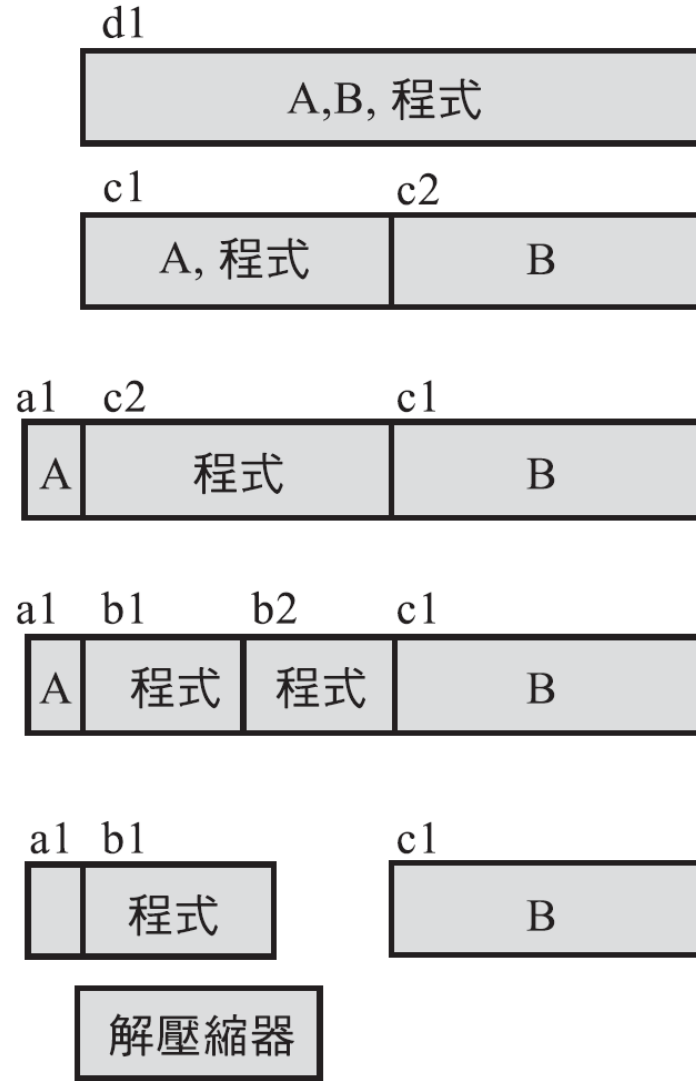 d1
A,B, 程式
c1 c2
A, 程式 B
a1 c2 c1
A 程式 B
a1 b1 b2 c1
A 程式 程式 B
a1 b1 c1
程式 B
解壓縮器